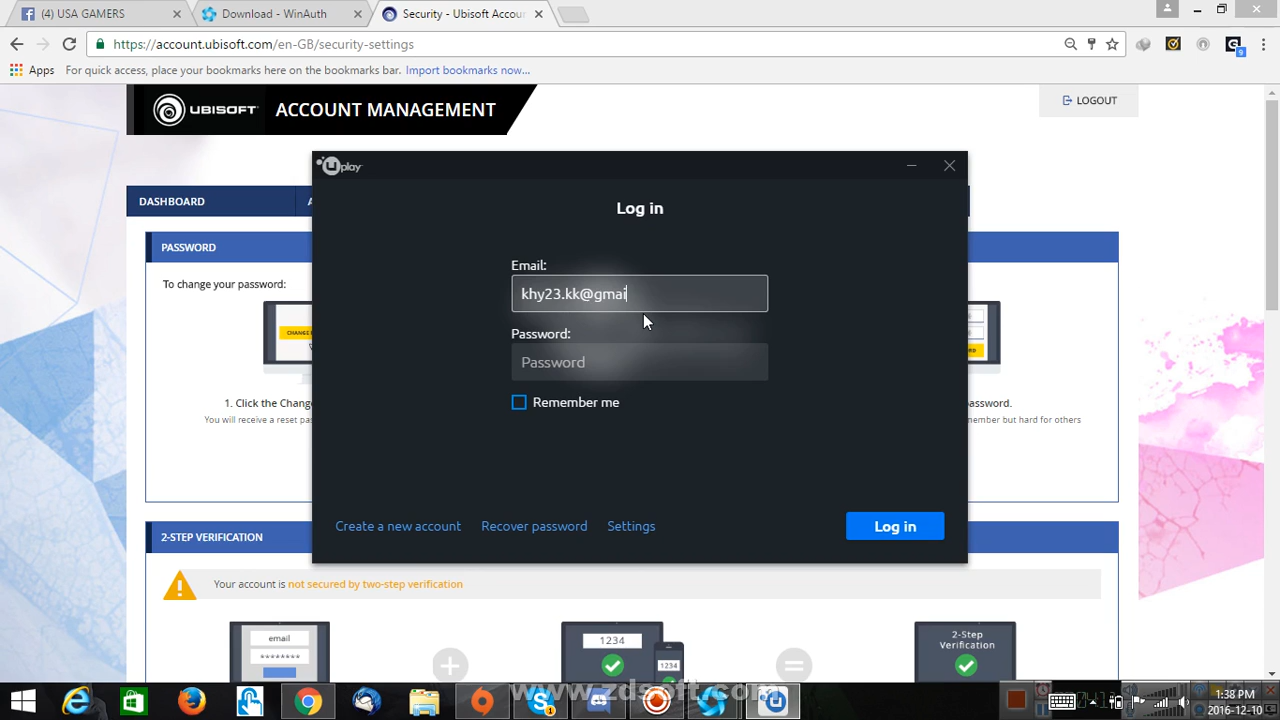 (4) USA GAMERS
Download - WinAuth
Security - Ubisoft Accou
https://account.ubisoft.com/en-GB/security-settings
9
Apps
For quick access, place your bookmarks here on the bookmarks bar.
Import bookmarks now...
UBISOFT
ACCOUNT MANAGEMENT
LOGOUT
DASHBOARD
A
PASSWORD
To change your password:
CHANGE
1. Click the Chang
You will receive a reset pas
assword.
member but hard for others
Uplay
Log in
Email:
khy23.kk@gmai
Password:
Password
Remember me
Create a new account
Recover password
Settings
Log in
2-STEP VERIFICATION
Your account is not secured by two-step verification
email
********
1234
1234
2-Step
Verification
www.zdsoft.com
1:38 PM
2016-12-10